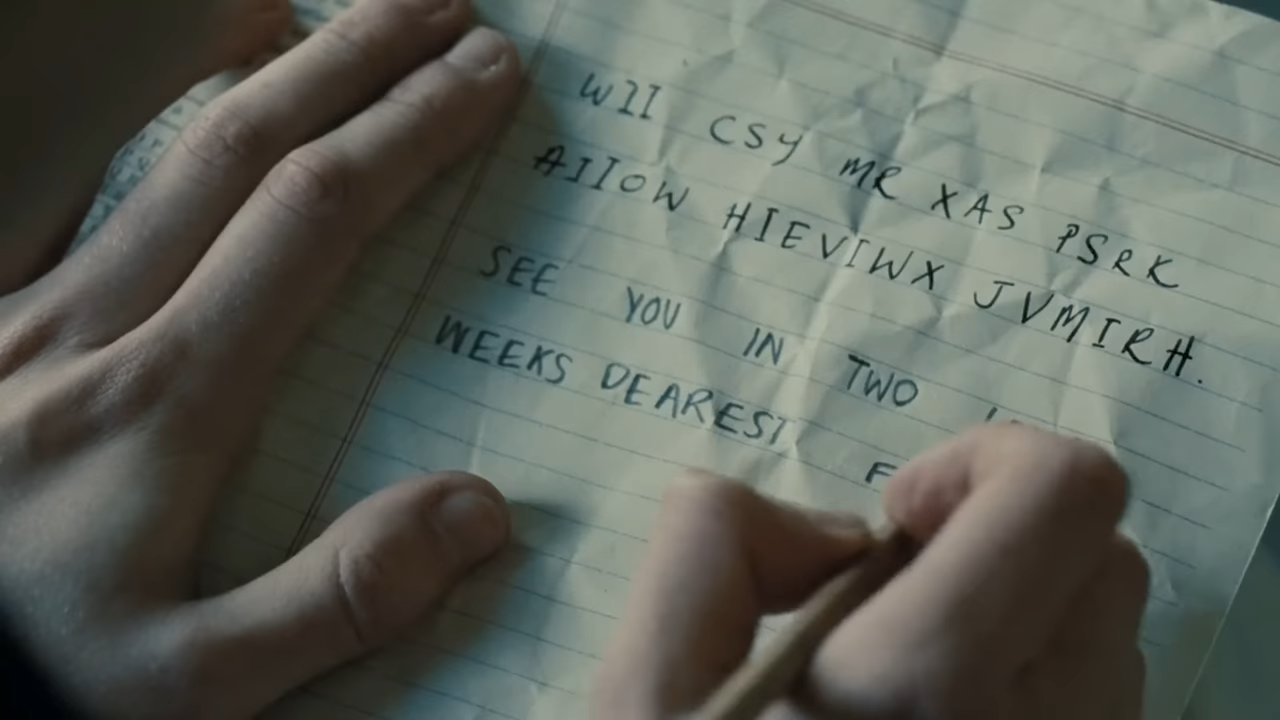 WII CSY MR XAS PSRK
AIIOW HIEVIWX JVMIRH.
SEE YOU IN TWO
WEEKS DEAREST